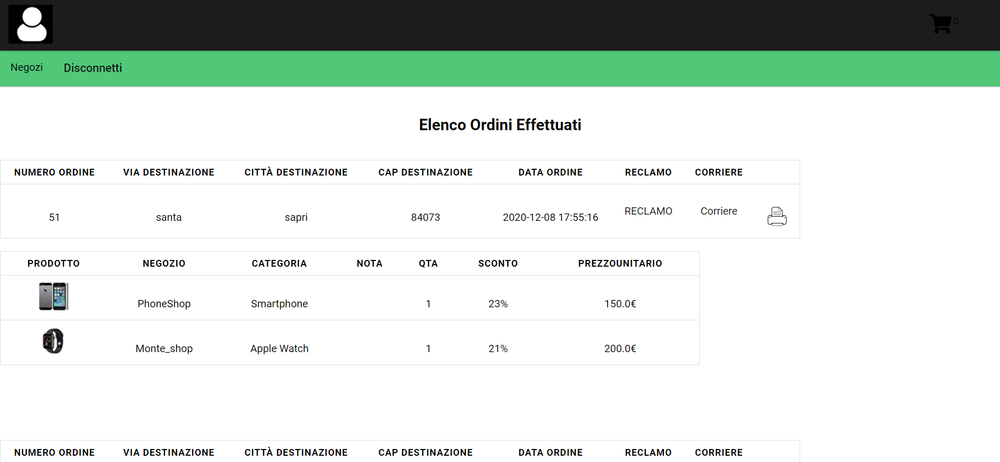 0
Negozi Disconnetti
Elenco Ordini Effettuati
NUMERO ORDINE VIA DESTINAZIONE CITTÀ DESTINAZIONE CAP DESTINAZIONE DATA ORDINE RECLAMO CORRIERE
51 santa sapri 84073 2020-12-08 17:55:16 RECLAMO Corriere
PRODOTTO NEGOZIO CATEGORIA NOTA QTA SCONTO PREZZOUNITARIO
PhoneShop Smartphone 1 23% 150.0€
Monte_shop Apple Watch 1 21% 200.0€
NUMERO ORDINE VIA DESTINAZIONE CITTÀ DESTINAZIONE CAP DESTINAZIONE DATA ORDINE RECLAMO CORRIERE